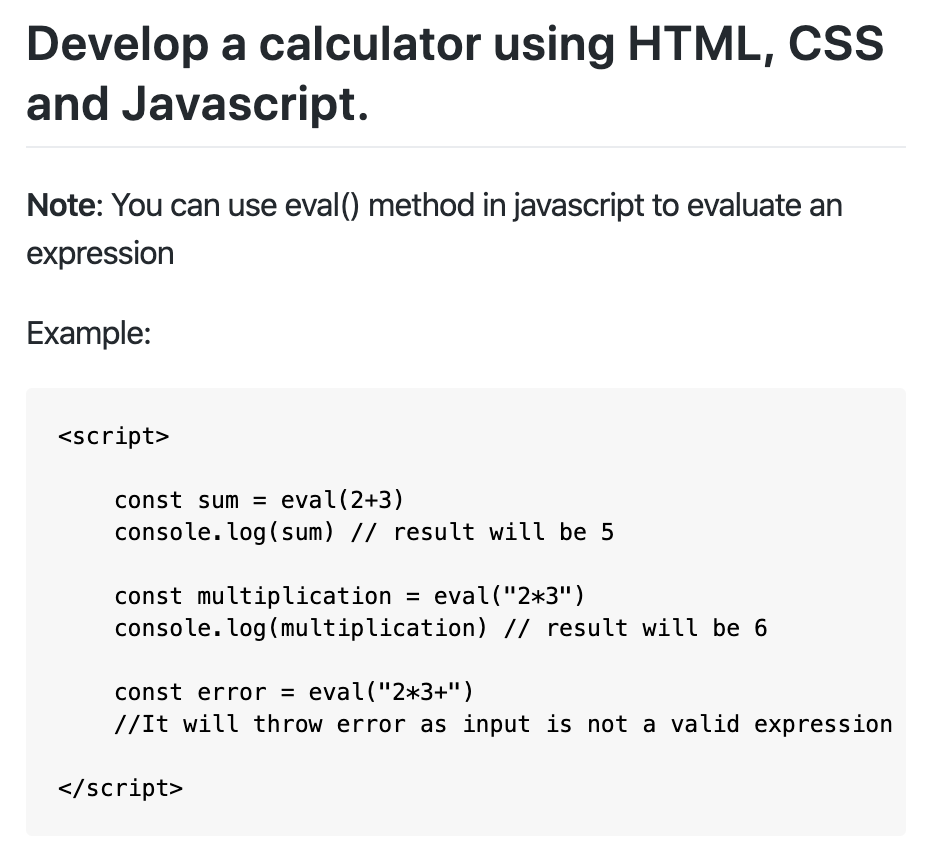 Develop a calculator using HTML, CSS
and Javascript.
Note: You can use eval() method in javascript to evaluate an
expression
Example:
<script>
const sum = eval(2+3)
console.log(sum) // result will be 5
const multiplication = eval("2*3")
console.log(multiplication) // result will be 6
const error = eval("2*3+")
//It will throw error as input is not a valid expression
</script>